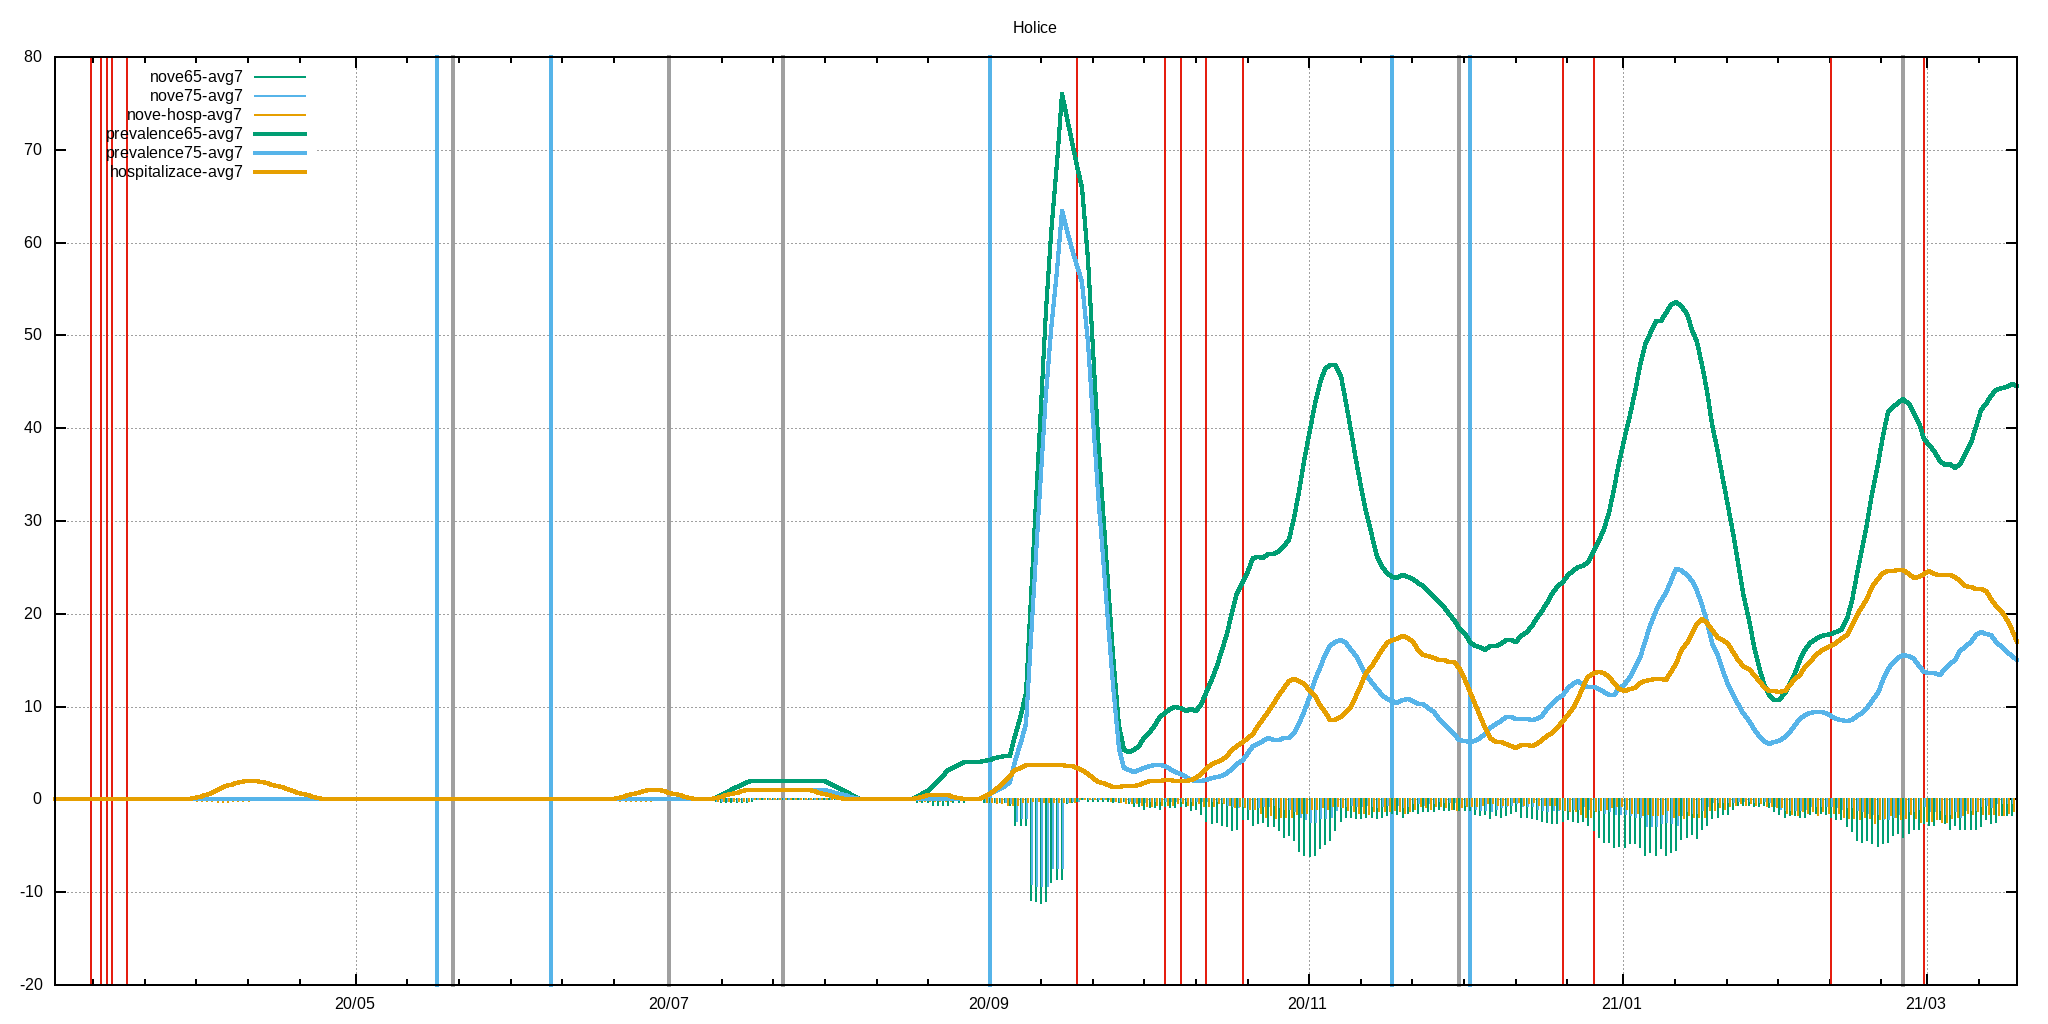 Holice
80
nove65-avg7
nove75-avg7
nove-hosp-avg7
prevalence65-avg7
prevalence75-avg7
hospitalizace-avg7
70
60
50
40
30
20
10
0
-10
-20
20/05 20/07 20/09 20/11 21/01 21/03